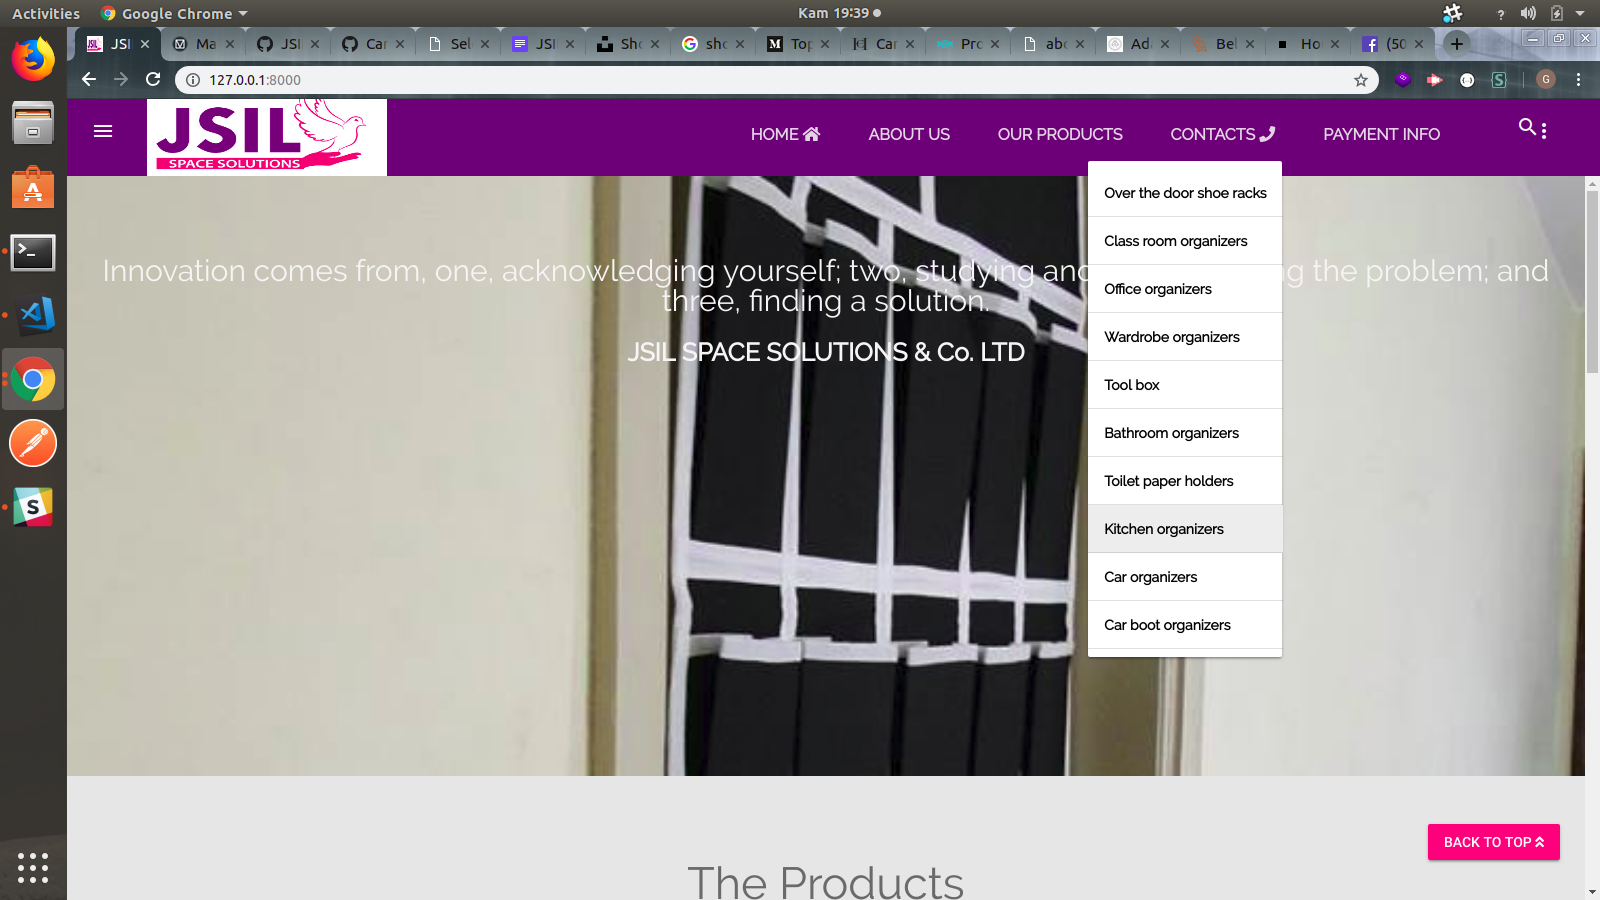 Activities Google Chrome Kam 19:39
JSI Ma JSI Car Sel JSI Sho sho Top Car Pro abo Ada Bel Ho (50
127.0.0.1:8000 G
JSIL
SPACE SOLUTIONS
HOME ABOUT US OUR PRODUCTS CONTACTS PAYMENT INFO
Over the door shoe racks
Class room organizers
Office organizers
Wardrobe organizers
Tool box
Bathroom organizers
Toilet paper holders
Kitchen organizers
Car organizers
Car boot organizers
Innovation comes from, one, acknowledging yourself; two, studying and g the problem; and
three, finding a solution.
JSIL SPACE SOLUTIONS & Co. LTD
The Products
BACK TO TOP